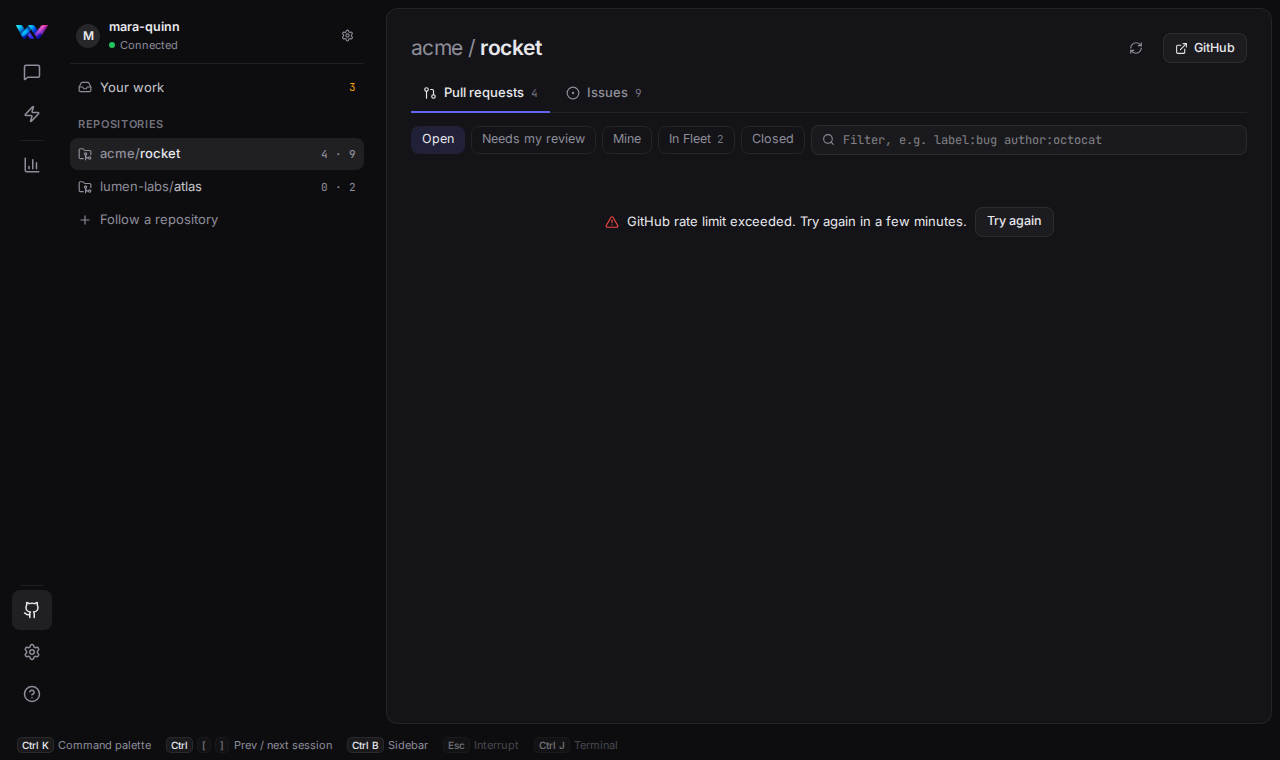 M
mara-quinn
Connected
Your work 3
REPOSITORIES
acme/rocket 4 · 9
lumen-labs/atlas 0 · 2
Follow a repository
acme / rocket
GitHub
Pull requests 4
Issues 9
Open
Needs my review
Mine
In Fleet 2
Closed
Filter, e.g. label:bug author:octocat
GitHub rate limit exceeded. Try again in a few minutes.
Try again
Ctrl K Command palette
Ctrl [ ] Prev / next session
Ctrl B Sidebar
Esc Interrupt
Ctrl J Terminal